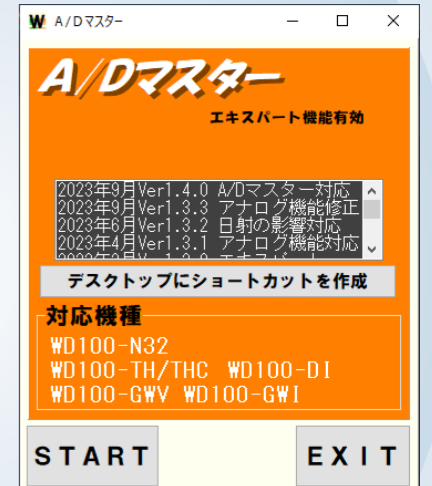 A/Dマスター
A/Dマスター
エキスパート機能有効
2023年9月Ver1.4.0 A/Dマスター対応
2023年9月Ver1.3.3 アナログ機能修正
2023年6月Ver1.3.2 日射の影響対応
2023年4月Ver1.3.1 アナログ機能対応
デスクトップにショートカットを作成
対応機種
WD100-N32
WD100-TH/THC WD100-DI
WD100-GWV WD100-GWI
START
EXIT